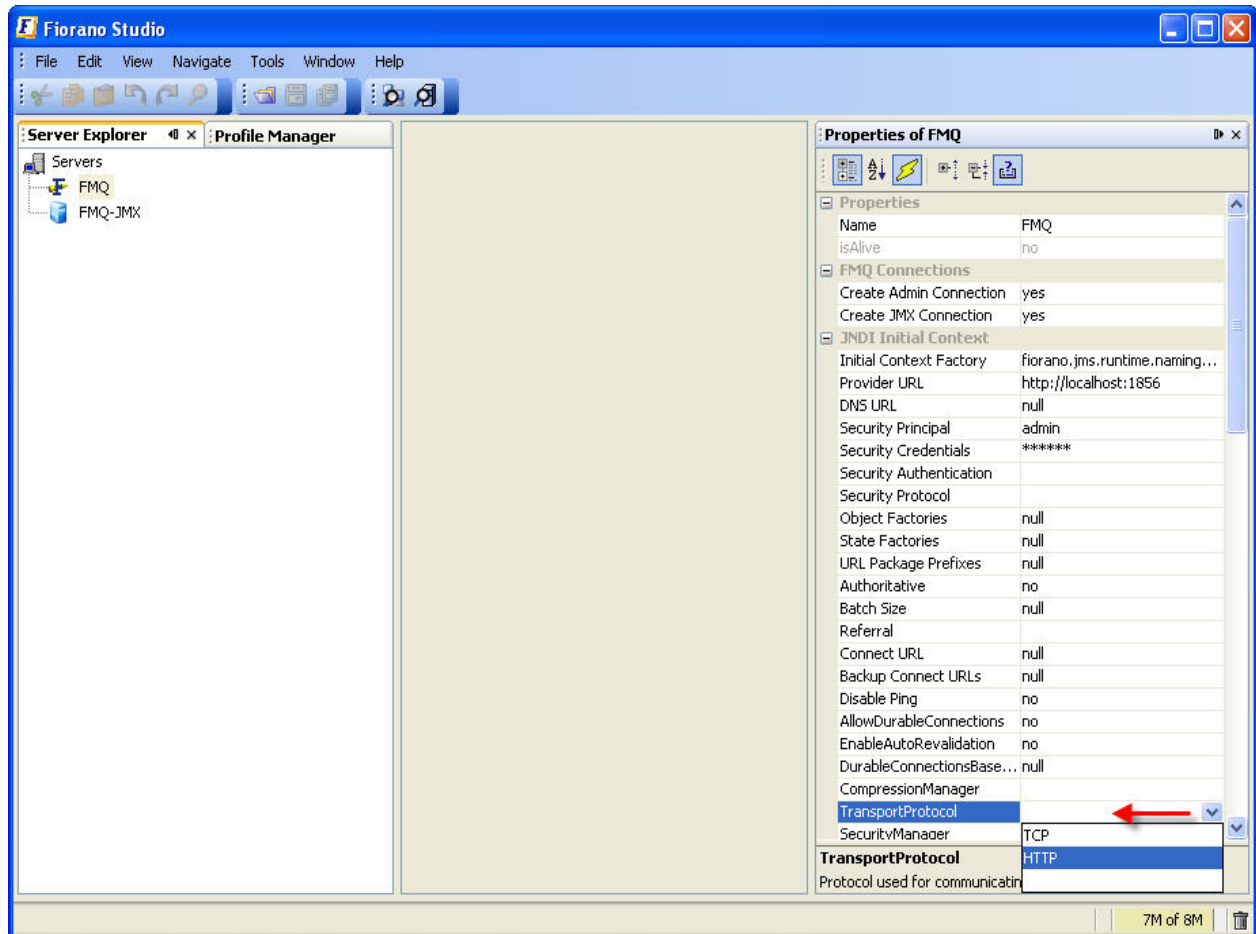 Fiorano Studio
File Edit View Navigate Tools Window Help
Server Explorer
Profile Manager
Servers
FMQ
FMQ-JMX
Properties of FMQ
Properties
Name FMQ
isAlive no
FMQ Connections
Create Admin Connection yes
Create JMX Connection yes
JNDI Initial Context
Initial Context Factory fiorano.jms.runtime.naming...
Provider URL http://localhost:1856
DNS URL null
Security Principal admin
Security Credentials ******
Security Authentication
Security Protocol
Object Factories null
State Factories null
URL Package Prefixes null
Authoritative no
Batch Size null
Referral
Connect URL null
Backup Connect URLs null
Disable Ping no
AllowDurableConnections no
EnableAutoRevalidation no
DurableConnectionsBase... null
CompressionManager
TransportProtocol
SecurityManager
TCP
HTTP
TransportProtocol
Protocol used for communicatin
7M of 8M